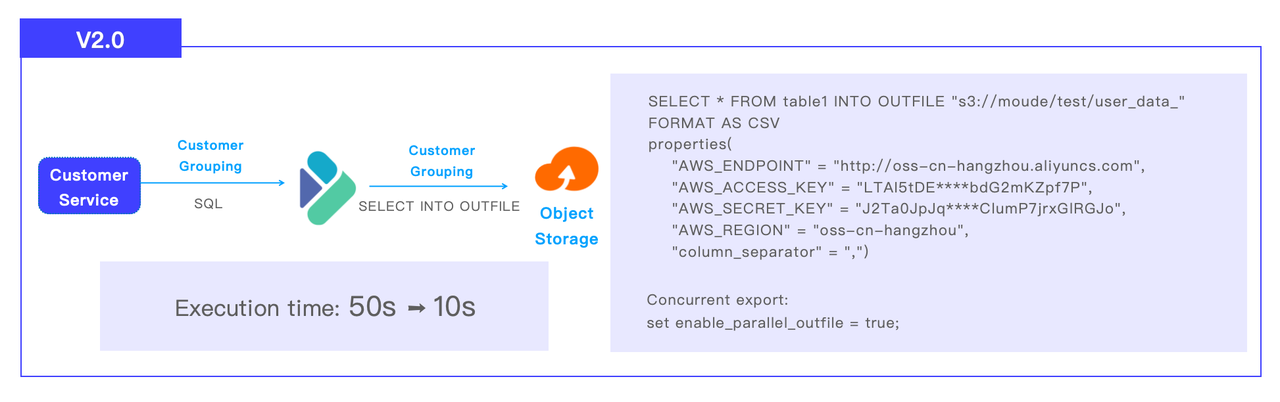 V2.0
Customer
Service
Customer
Grouping
SQL
Customer
Grouping
SELECT INTO OUTFILE
Object
Storage
Execution time: 50s ➡ 10s
SELECT * FROM table1 INTO OUTFILE "s3://moude/test/user_data_"
FORMAT AS CSV
properties(
"AWS_ENDPOINT" = "http://oss-cn-hangzhou.aliyuncs.com",
"AWS_ACCESS_KEY" = "LTAI5tDE****bdG2mKZpf7P",
"AWS_SECRET_KEY" = "J2Ta0JpJq****ClumP7jrxGlRGJo",
"AWS_REGION" = "oss-cn-hangzhou",
"column_separator" = ",")
Concurrent export:
set enable_parallel_outfile = true;